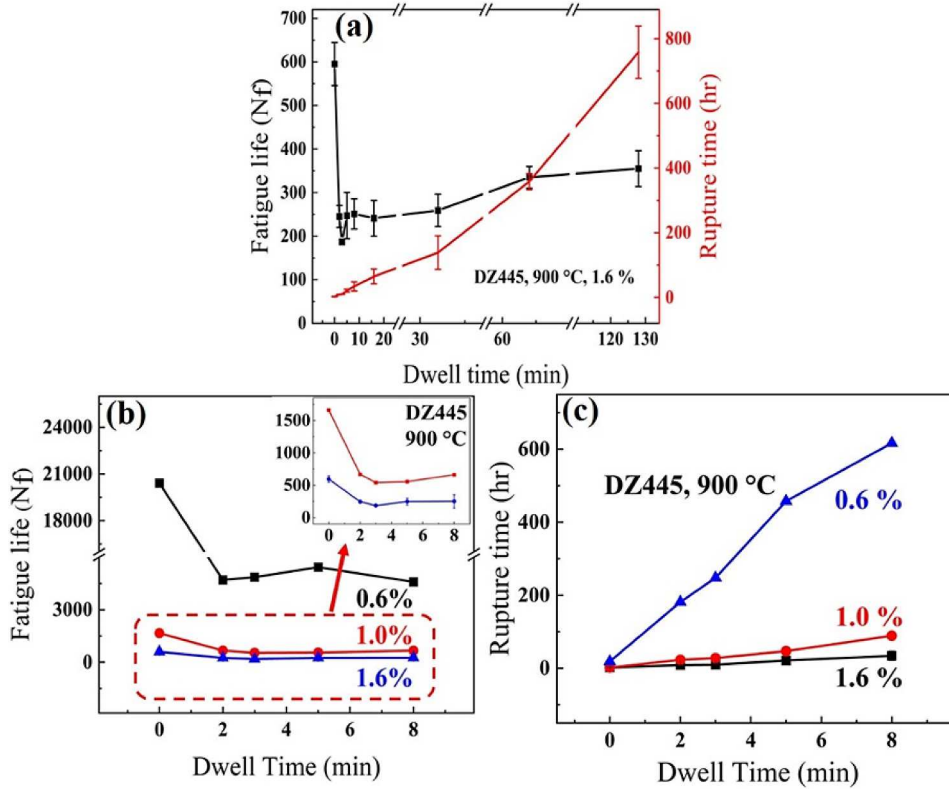 (a)
Fatigue life (Nf)
700
600
500
400
300
200
100
0
Rupture time (hr)
800
600
400
200
0
DZ445, 900 °C, 1.6 %
0 10 20 30 60 120 130
Dwell time (min)
(b)
Fatigue life (Nf)
24000
21000
18000
3000
0
DZ445
900 °C
1500
1000
500
0
0 2 4 6 8
0.6%
1.0%
1.6%
0 2 4 6 8
Dwell Time (min)
(c)
Rupture time (hr)
600
400
200
0
DZ445, 900 °C
0.6 %
1.0 %
1.6 %
0 2 4 6 8
Dwell Time (min)